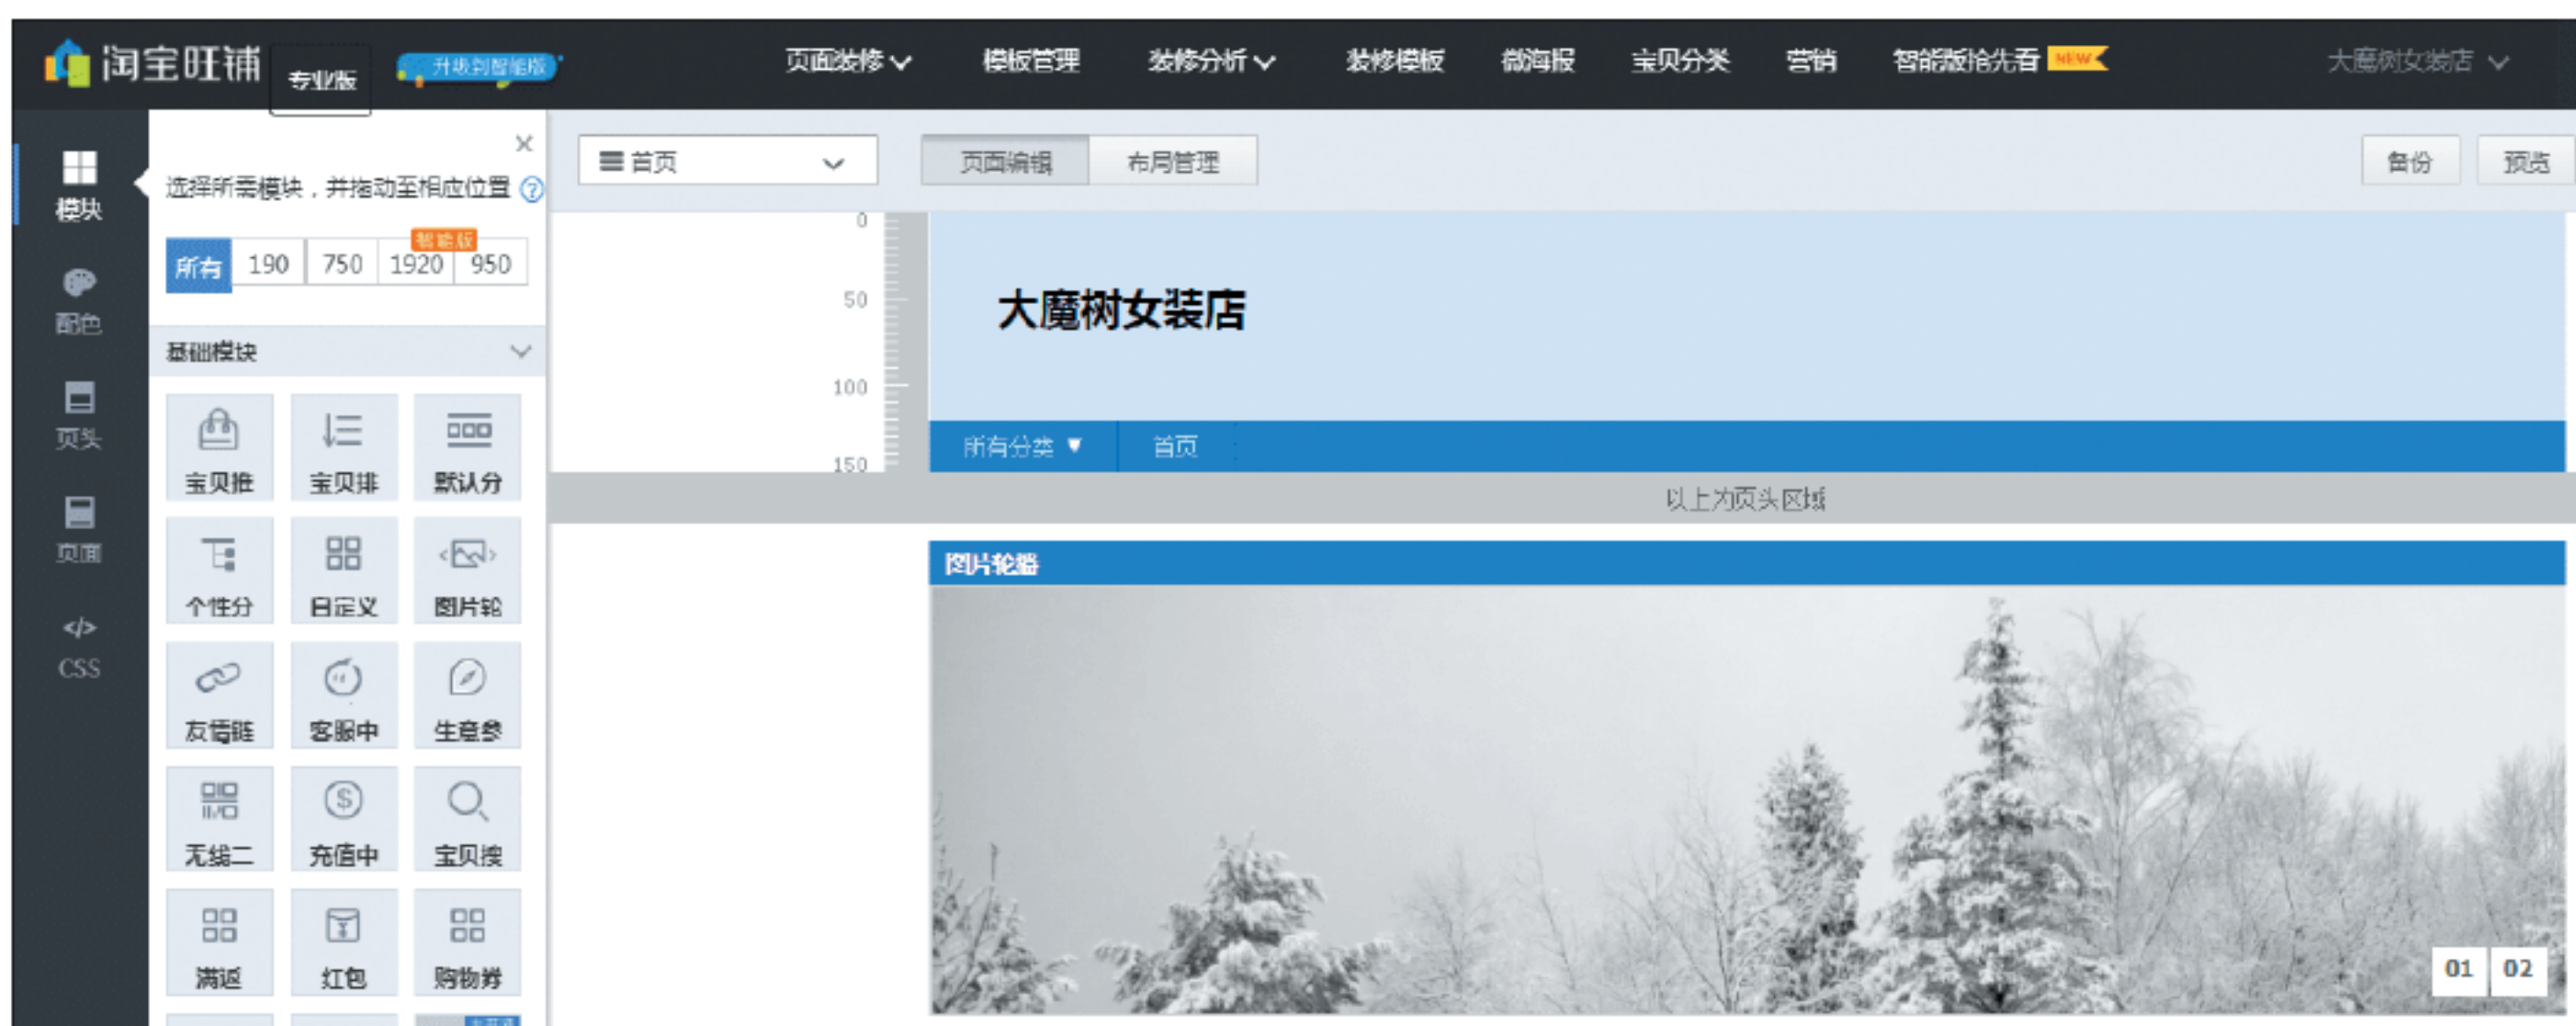 淘宝旺铺 专业版 升级到智能版 页面装修 模板管理 装修分析 装修模板 微海报 宝贝分类 营销 智能版抢先看 NEW 大魔树女装店
模块
配色
页头
页面
</>
CSS
选择所需模块，并拖动至相应位置 ?
智能版
所有 190 750 1920 950
基础模块
宝贝推 宝贝排 默认分
个性分 自定义 图片轮
友情链 客服中 生意参
无线二 充值中 宝贝搜
满返 红包 购物券
首页 页面编辑 布局管理 备份 预览
0
50
100
150
大魔树女装店
所有分类 首页
以上为页头区域
图片轮播
01 02